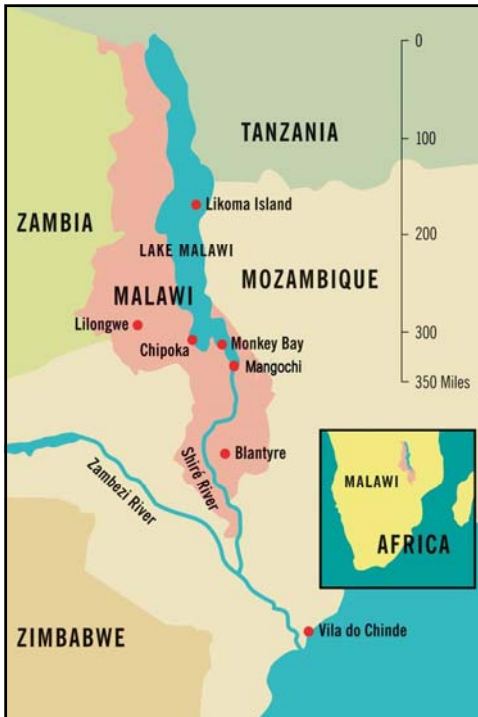 0
TANZANIA
100
Likoma Island
ZAMBIA
200
LAKE MALAWI
MOZAMBIQUE
MALAWI
Lilongwe
300
Chipoka
Monkey Bay
Mangochi
350 Miles
Blantyre
Shiré River
Zambezi River
MALAWI
AFRICA
ZIMBABWE
Vila do Chinde